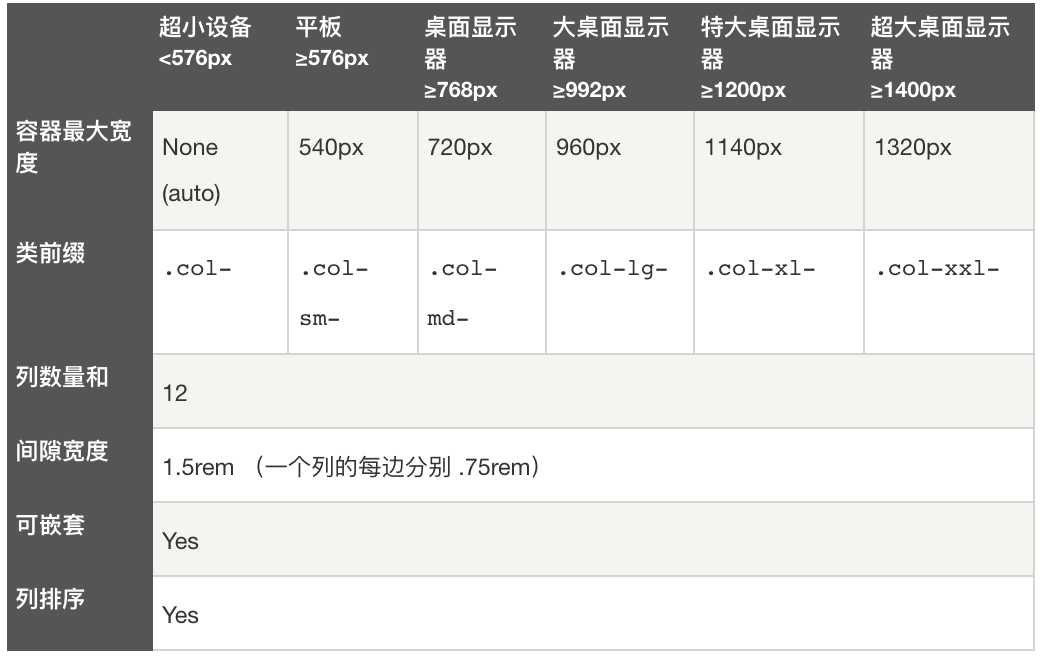 超小设备 平板 桌面显示 大桌面显示 特大桌面显示 超大桌面显示
<576px ≥576px 器 器 器 器
≥768px ≥992px ≥1200px ≥1400px
容器最大宽
度
None 540px 720px 960px 1140px 1320px
(auto)
类前缀
.col- .col- .col- .col-lg- .col-xl- .col-xxl-
sm- md-
列数量和
12
间隙宽度
1.5rem （一个列的每边分别 .75rem）
可嵌套
Yes
列排序
Yes